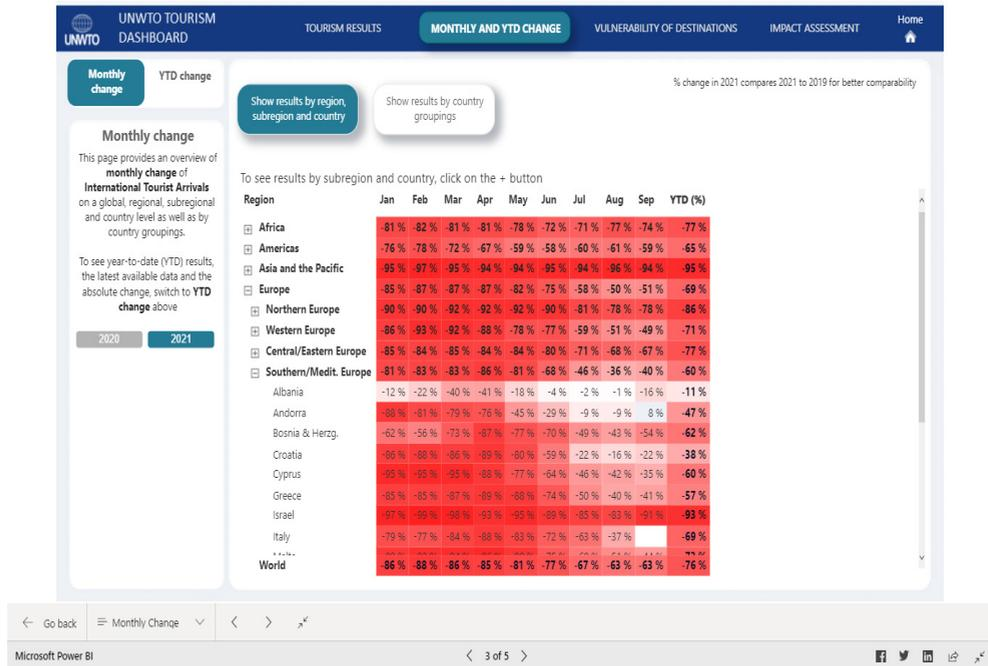 UNWTO
UNWTO TOURISM
DASHBOARD
TOURISM RESULTS
MONTHLY AND YTD CHANGE
VULNERABILITY OF DESTINATIONS
IMPACT ASSESSMENT
Home
Monthly
change
YTD change
Monthly change
This page provides an overview of
monthly change of
International Tourist Arrivals
on a global, regional, subregional
and country level as well as by
country groupings.
To see year-to-date (YTD) results,
the latest available data and the
absolute change, switch to YTD
change above
2020 2021
% change in 2021 compares 2021 to 2019 for better comparability
Show results by region,
subregion and country
Show results by country
groupings
To see results by subregion and country, click on the + button
Region Jan Feb Mar Apr May Jun Jul Aug Sep YTD (%)
Africa -81 % -82 % -81 % -81 % -78 % -72 % -71 % -77 % -74 % -77 %
Americas -76 % -78 % -72 % -67 % -59 % -58 % -60 % -61 % -59 % -65 %
Asia and the Pacific -95 % -97 % -95 % -94 % -94 % -95 % -94 % -96 % -94 % -95 %
Europe -85 % -87 % -87 % -87 % -82 % -75 % -58 % -50 % -51 % -69 %
Northern Europe -90 % -90 % -92 % -92 % -92 % -90 % -81 % -78 % -78 % -86 %
Western Europe -86 % -93 % -92 % -88 % -78 % -77 % -59 % -51 % -49 % -71 %
Central/Eastern Europe -85 % -84 % -85 % -84 % -84 % -80 % -71 % -68 % -67 % -77 %
Southern/Medit. Europe -81 % -83 % -83 % -86 % -81 % -68 % -46 % -36 % -40 % -60 %
Albania -12 % -22 % -40 % -41 % -18 % -4 % -2 % -1 % -16 % -11 %
Andorra -88 % -81 % -79 % -76 % -45 % -29 % -9 % -9 % 8 % -47 %
Bosnia & Herzg. -62 % -56 % -73 % -87 % -77 % -70 % -49 % -43 % -54 % -62 %
Croatia -86 % -88 % -86 % -89 % -80 % -59 % -22 % -16 % -22 % -38 %
Cyprus -95 % -95 % -95 % -88 % -77 % -64 % -46 % -42 % -35 % -60 %
Greece -85 % -85 % -87 % -89 % -88 % -74 % -50 % -40 % -41 % -57 %
Israel -97 % -99 % -98 % -93 % -95 % -89 % -85 % -83 % -91 % -93 %
Italy -79 % -77 % -84 % -88 % -83 % -72 % -63 % -37 % -69 %
World -86 % -88 % -86 % -85 % -81 % -77 % -67 % -63 % -63 % -76 %
Go back Monthly Change
Microsoft Power BI 3 of 5